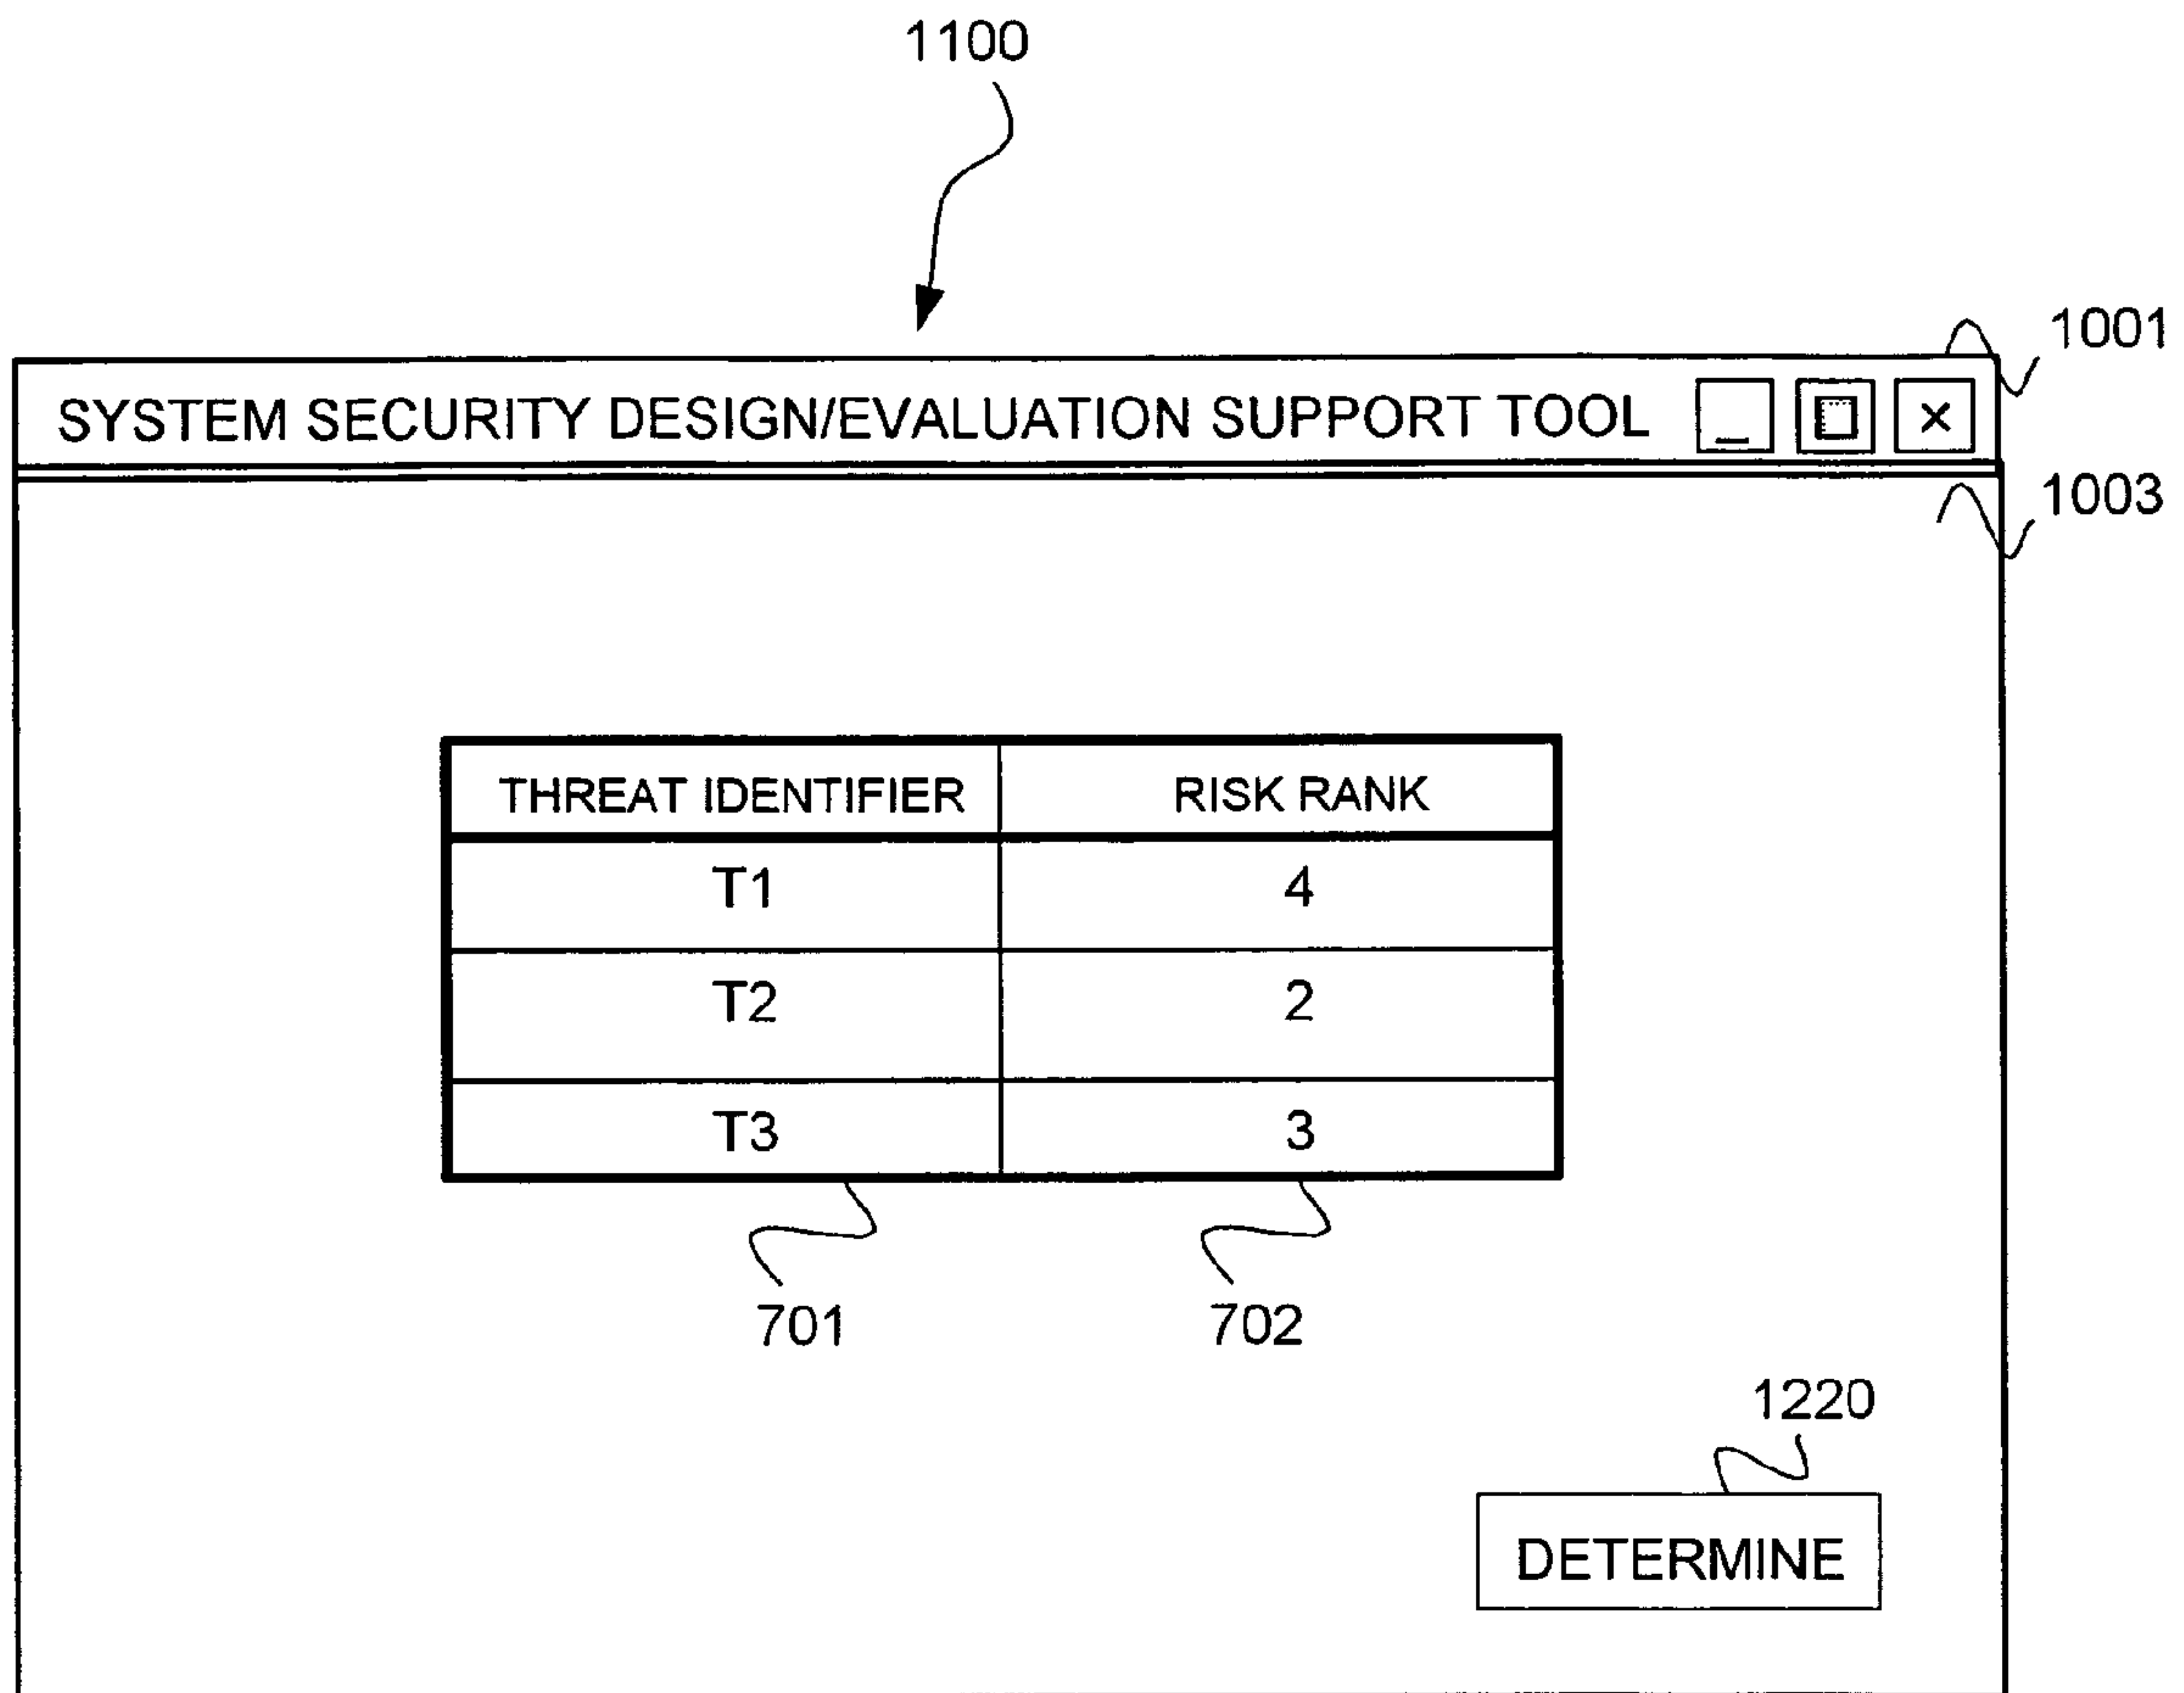 1100
1001
SYSTEM SECURITY DESIGN/EVALUATION SUPPORT TOOL
1003
THREAT IDENTIFIER RISK RANK
T1 4
T2 2
T3 3
701 702
1220
DETERMINE